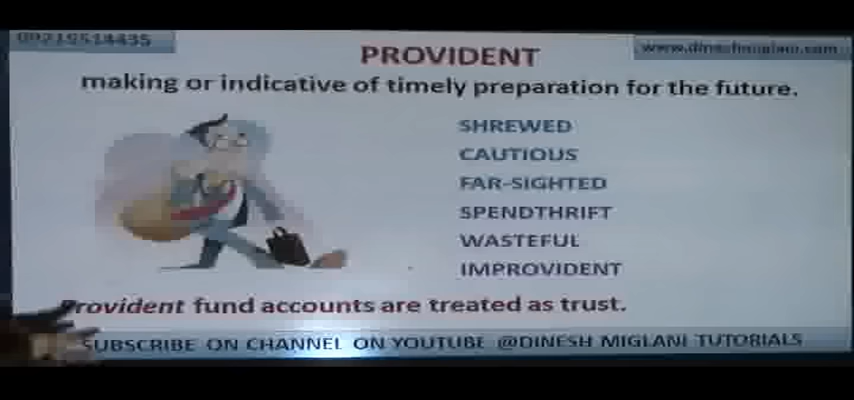 09215514435
www.dineshmiglani.com
PROVIDENT
making or indicative of timely preparation for the future.
SHREWED
CAUTIOUS
FAR-SIGHTED
SPENDTHRIFT
WASTEFUL
IMPROVIDENT
Provident fund accounts are treated as trust.
SUBSCRIBE ON CHANNEL ON YOUTUBE @DINESH MIGLANI TUTORIALS